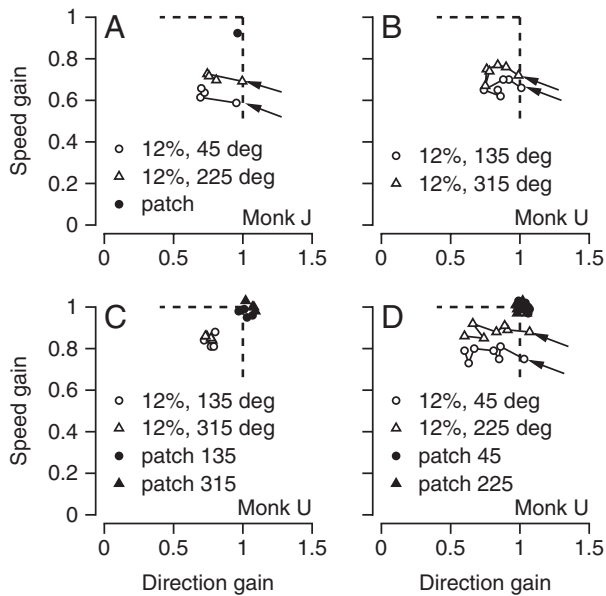 A
B
1
0.8
0.6
0.4
0.2
0
Speed gain
12%, 45 deg
12%, 225 deg
patch
Monk J
0 0.5 1 1.5
1
0.8
0.6
0.4
0.2
0
12%, 135 deg
12%, 315 deg
Monk U
0 0.5 1 1.5
C
D
1
0.8
0.6
0.4
0.2
0
Speed gain
12%, 135 deg
12%, 315 deg
patch 135
patch 315
Monk U
0 0.5 1 1.5
Direction gain
1
0.8
0.6
0.4
0.2
0
12%, 45 deg
12%, 225 deg
patch 45
patch 225
Monk U
0 0.5 1 1.5
Direction gain